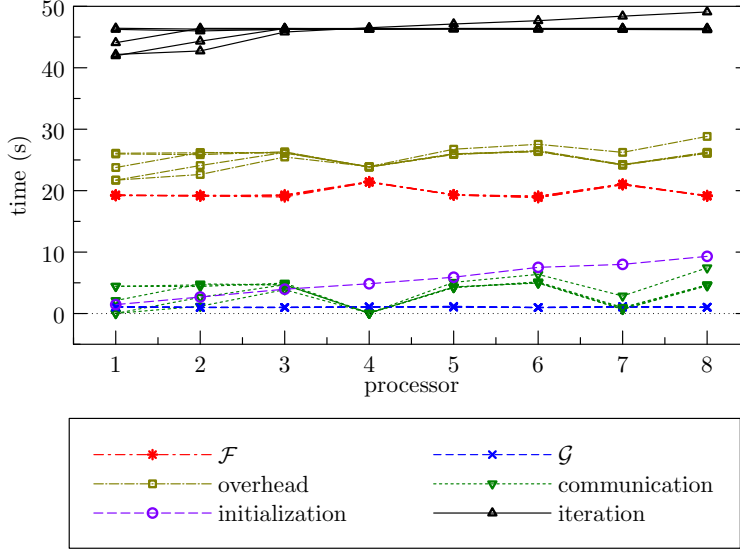 50
40
30
20
10
0
time (s)
1 2 3 4 5 6 7 8
processor
ℱ 𝒢
overhead communication
initialization iteration